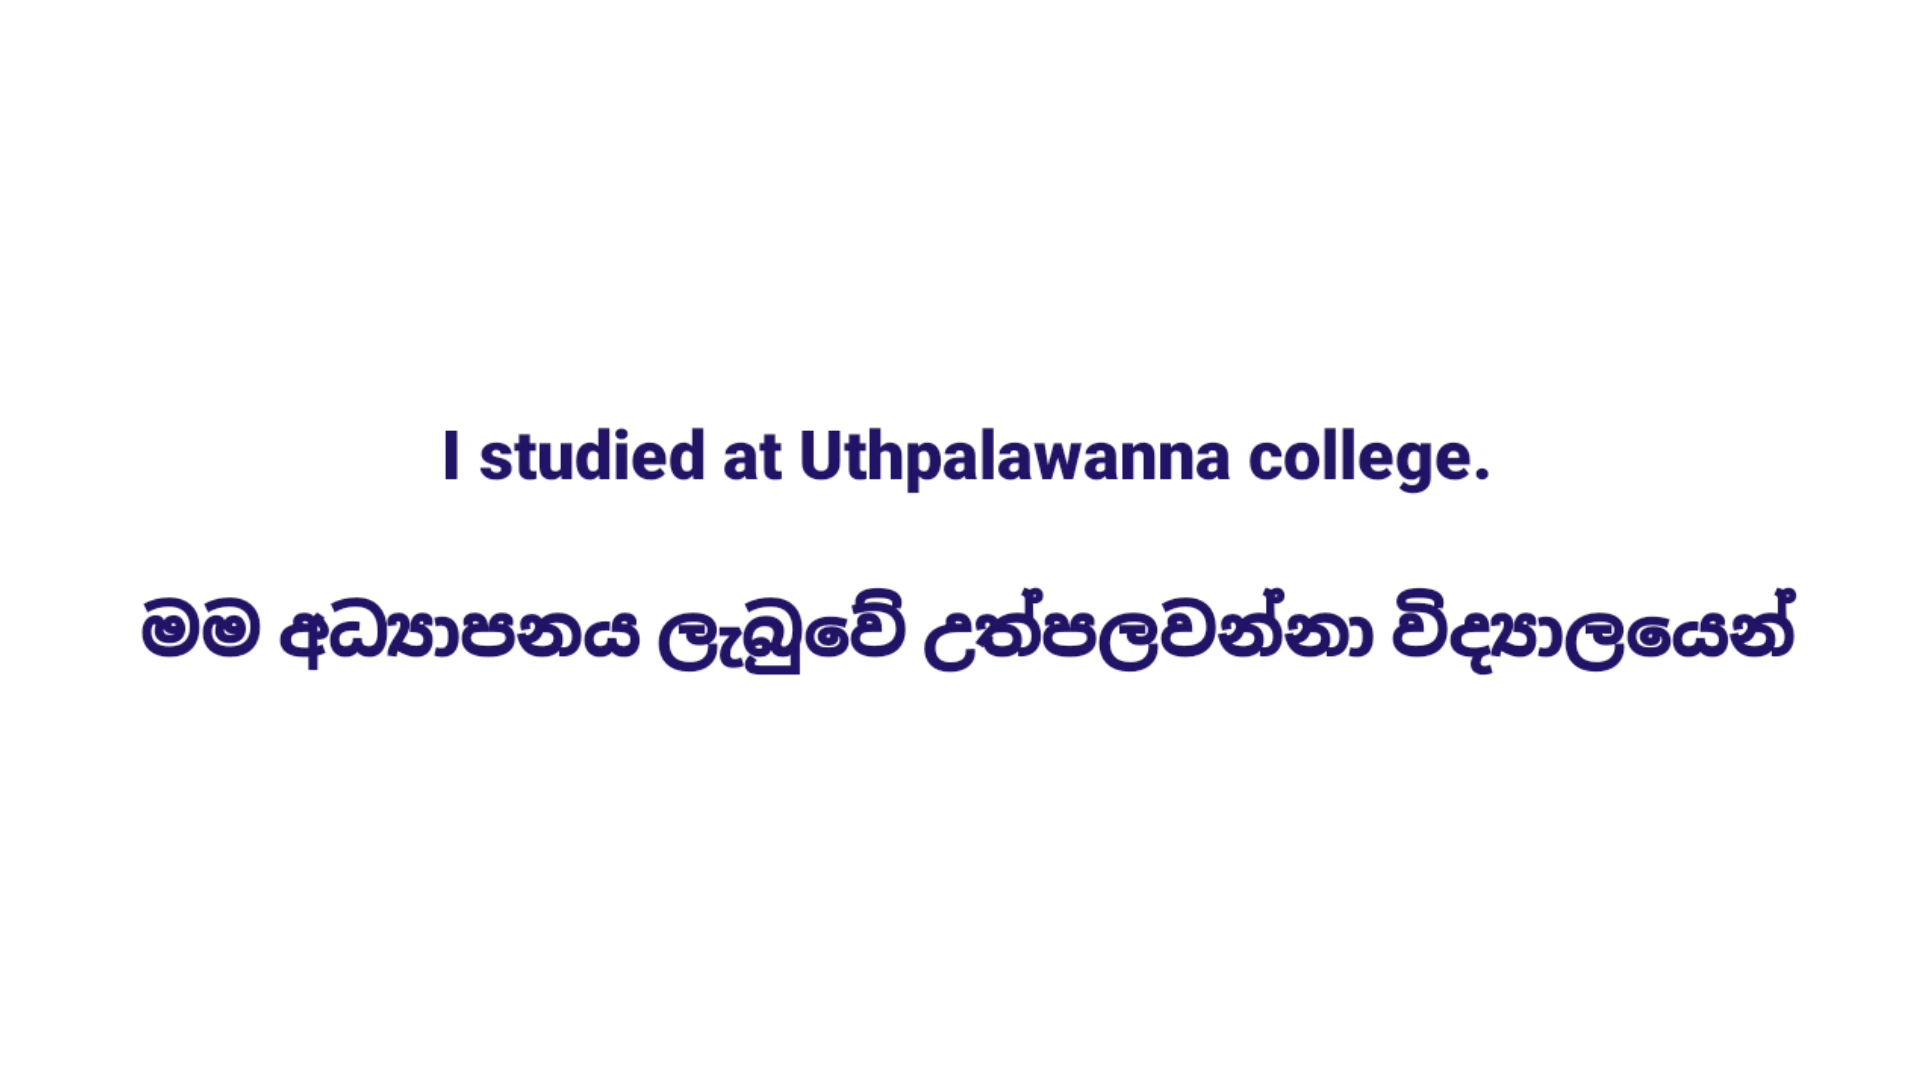 I studied at Uthpalawanna college.
මම අධ්‍යාපනය ලැබුවේ උත්පලවන්නා විද්‍යාලයෙන්